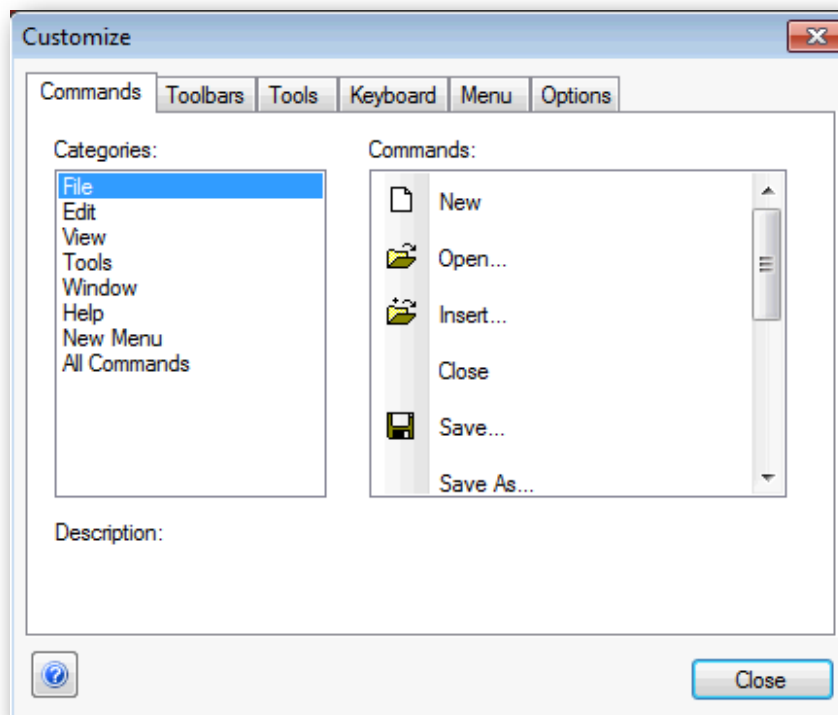 Customize
Commands Toolbars Tools Keyboard Menu Options
Categories:
File
Edit
View
Tools
Window
Help
New Menu
All Commands
Commands:
New
Open...
Insert...
Close
Save...
Save As...
Description:
Close